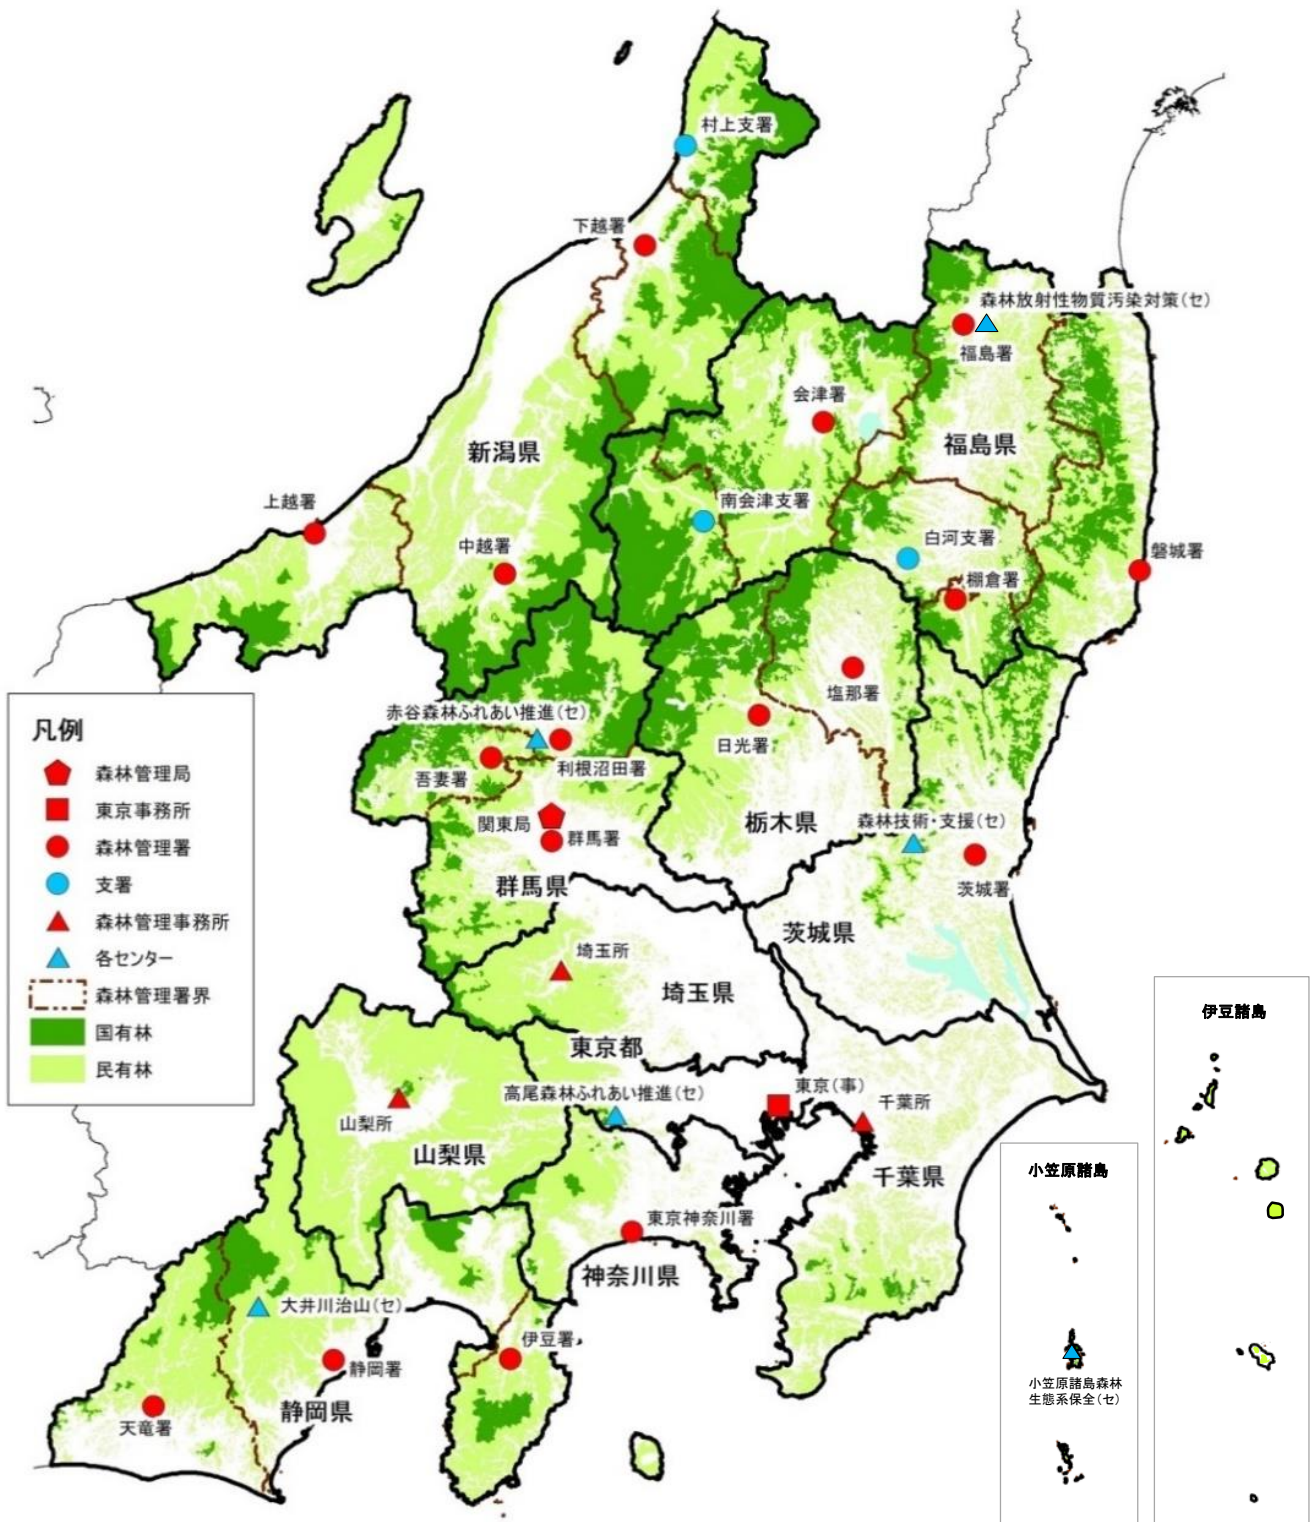 村上支署
下越署
森林放射性物質汚染対策(セ)
福島署
会津署
新潟県
福島県
上越署
南会津支署
中越署
白河支署
磐城署
棚倉署
塩那署
赤谷森林ふれあい推進(セ)
日光署
利根沼田署
吾妻署
関東局
群馬署
栃木県
森林技術・支援(セ)
群馬県
茨城署
茨城県
埼玉所
埼玉県
東京都
高尾森林ふれあい推進(セ)
東京(事)
千葉所
山梨所
山梨県
千葉県
東京神奈川署
神奈川県
大井川治山(セ)
伊豆署
静岡署
天竜署
静岡県
凡例
森林管理局
東京事務所
森林管理署
支署
森林管理事務所
各センター
森林管理署界
国有林
民有林
伊豆諸島
小笠原諸島
小笠原諸島森林
生態系保全(セ)